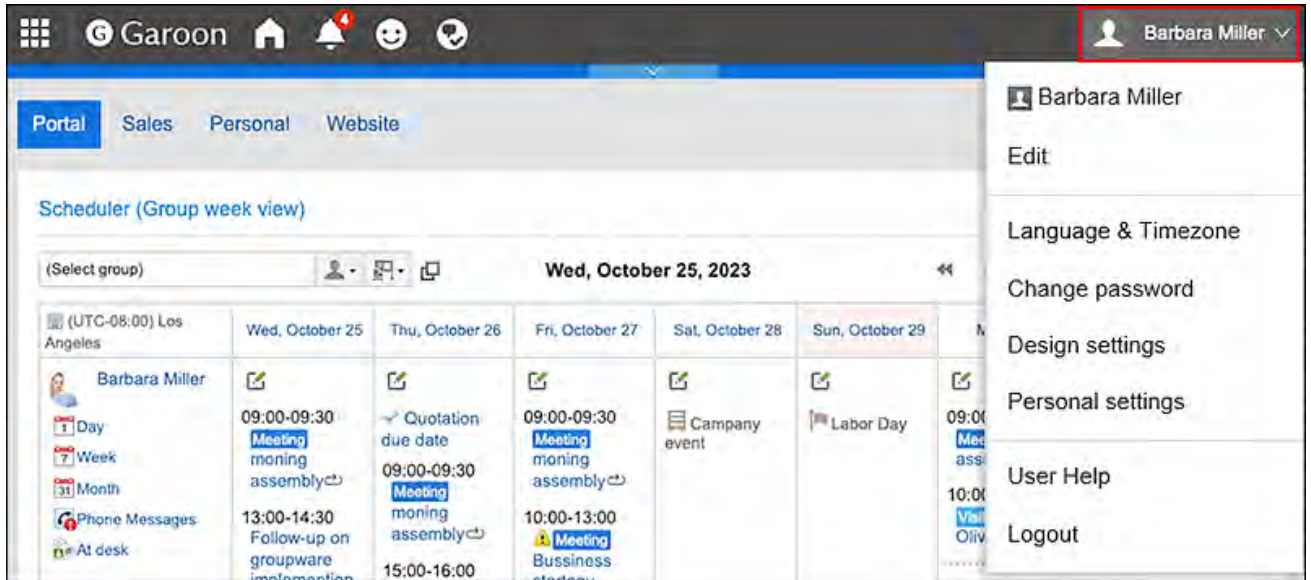 G Garoon 4 Barbara Miller
Barbara Miller
Edit
Language & Timezone
Change password
Design settings
Personal settings
User Help
Logout
Portal Sales Personal Website
Scheduler (Group week view)
(Select group) Wed, October 25, 2023
(UTC-08:00) Los
Angeles
Wed, October 25 Thu, October 26 Fri, October 27 Sat, October 28 Sun, October 29
Barbara Miller
1 Day
7 Week
31 Month
Phone Messages
At desk
09:00-09:30
Meeting
moning
assembly
13:00-14:30
Follow-up on
groupware
implemention
Quotation
due date
09:00-09:30
Meeting
moning
assembly
15:00-16:00
09:00-09:30
Meeting
moning
assembly
10:00-13:00
Meeting
Bussiness
Campany
event
Labor Day